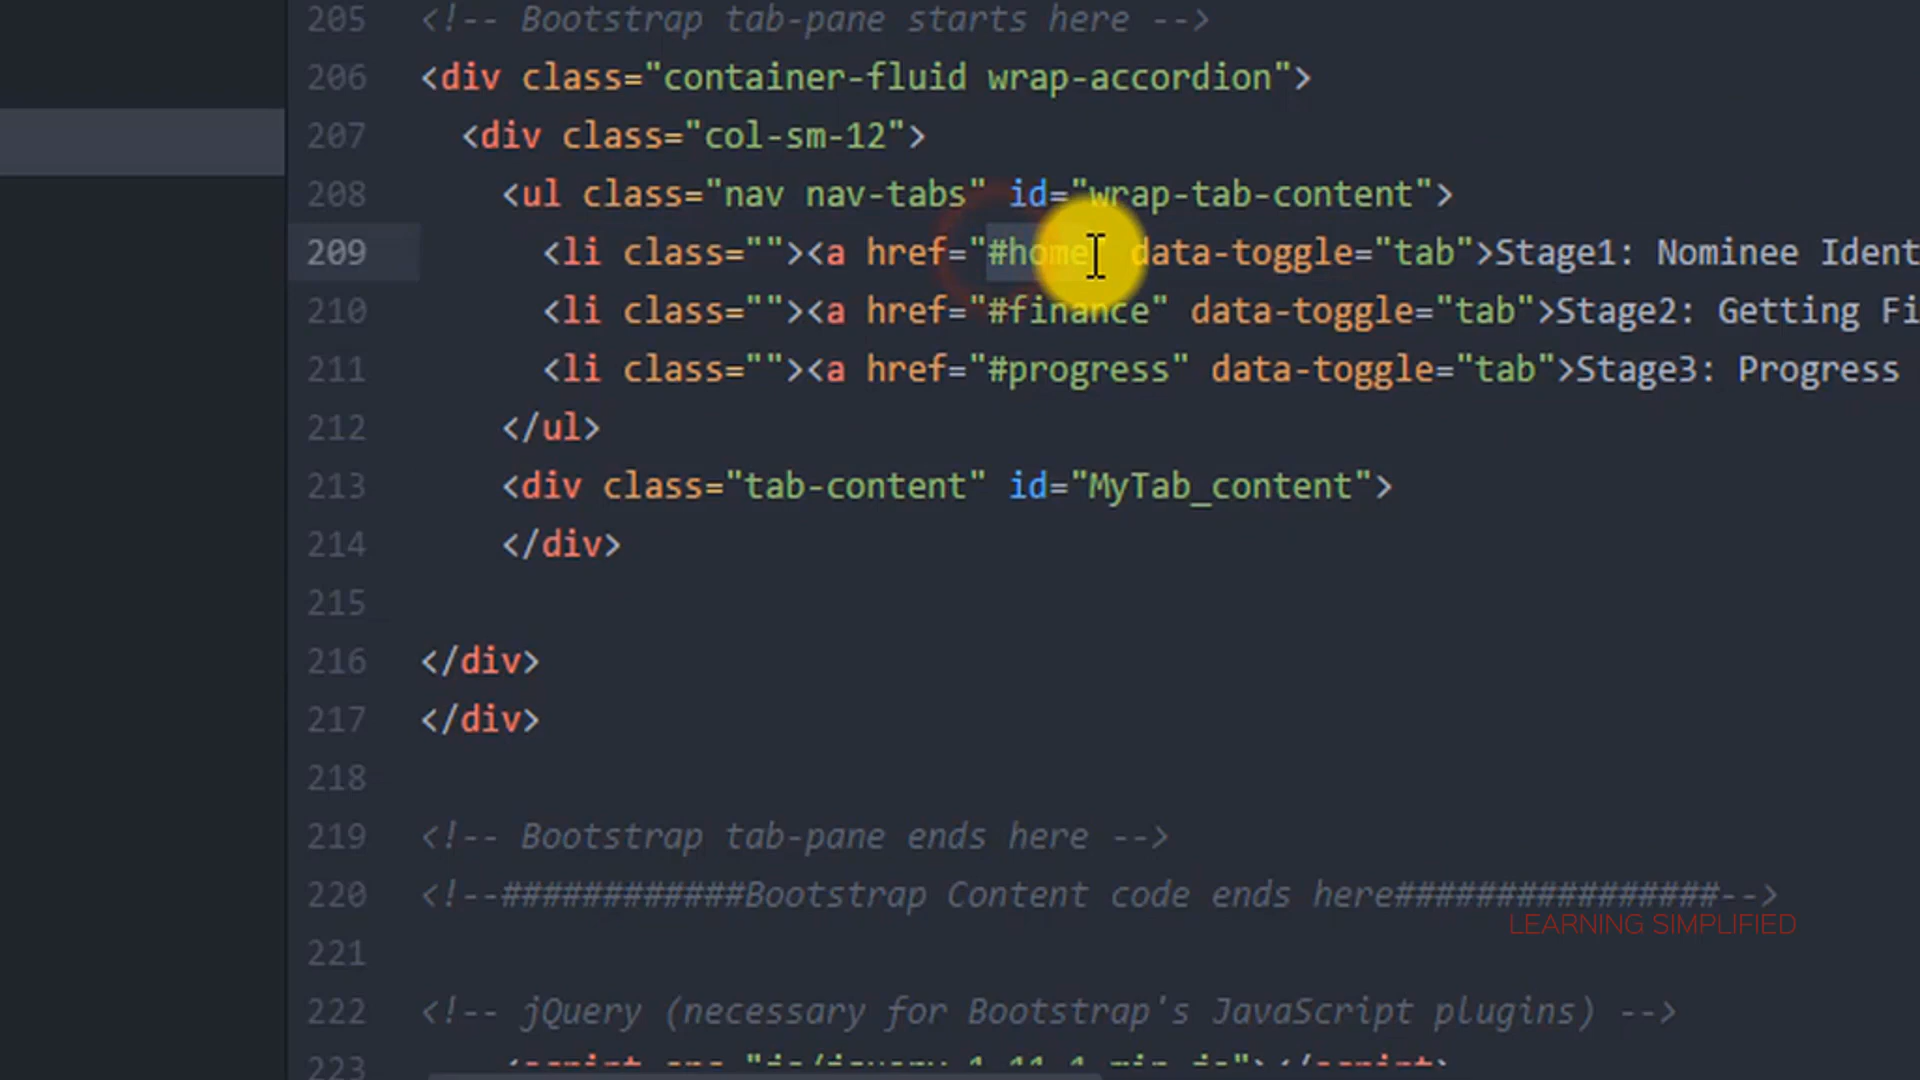 205 <!-- Bootstrap tab-pane starts here -->
206 <div class="container-fluid wrap-accordion">
207 <div class="col-sm-12">
208 <ul class="nav nav-tabs" id="wrap-tab-content">
209 <li class=""><a href="#home" data-toggle="tab">Stage1: Nominee Ident
210 <li class=""><a href="#finance" data-toggle="tab">Stage2: Getting Fi
211 <li class=""><a href="#progress" data-toggle="tab">Stage3: Progress
212 </ul>
213 <div class="tab-content" id="MyTab_content">
214 </div>
215
216 </div>
217 </div>
218
219 <!-- Bootstrap tab-pane ends here -->
220 <!--############Bootstrap Content code ends here################-->
LEARNING SIMPLIFIED
221
222 <!-- jQuery (necessary for Bootstrap's JavaScript plugins) -->
223